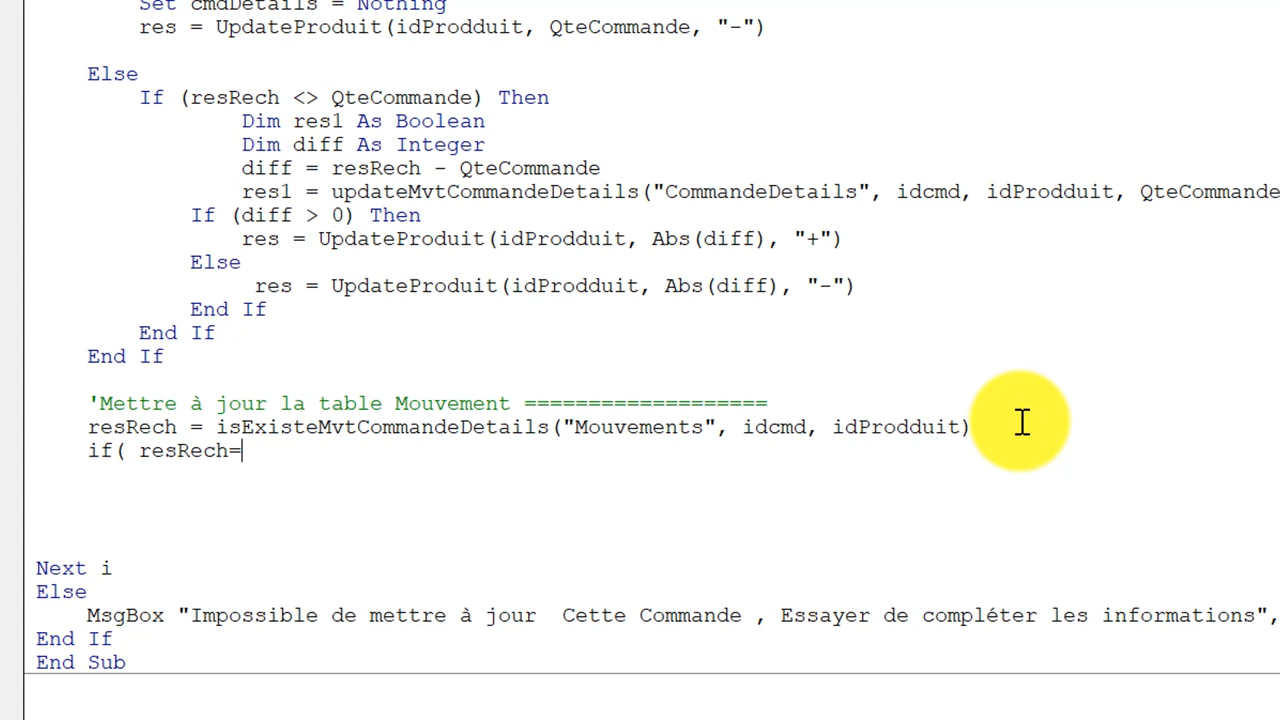 Set cmdDetails = Nothing
res = UpdateProduit(idProdduit, QteCommande, "-")
Else
If (resRech <> QteCommande) Then
Dim res1 As Boolean
Dim diff As Integer
diff = resRech - QteCommande
res1 = updateMvtCommandeDetails("CommandeDetails", idcmd, idProdduit, QteCommande
If (diff > 0) Then
res = UpdateProduit(idProdduit, Abs(diff), "+")
Else
res = UpdateProduit(idProdduit, Abs(diff), "-")
End If
End If
End If
'Mettre à jour la table Mouvement ===================
resRech = isExisteMvtCommandeDetails("Mouvements", idcmd, idProdduit)
if( resRech=
Next i
Else
MsgBox "Impossible de mettre à jour  Cette Commande , Essayer de compléter les informations",
End If
End Sub